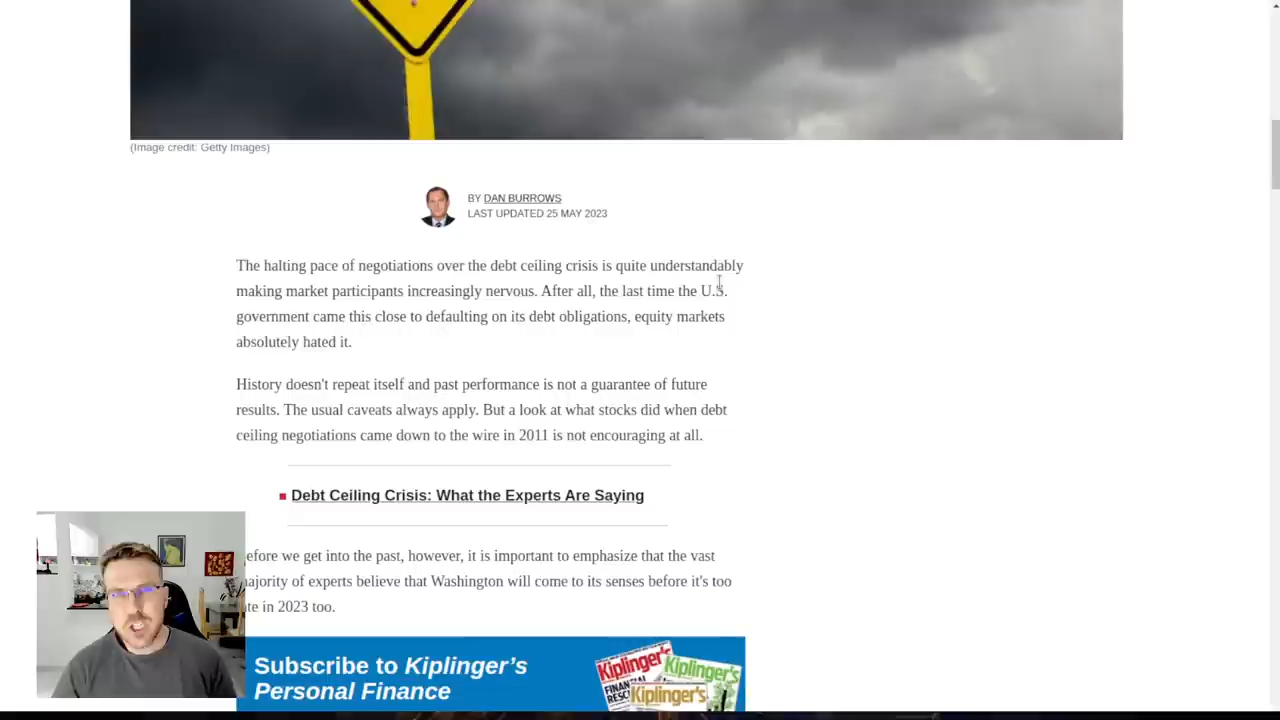 (Image credit: Getty Images)
BY DAN BURROWS
LAST UPDATED 25 MAY 2023
The halting pace of negotiations over the debt ceiling crisis is quite understandably
making market participants increasingly nervous. After all, the last time the U.S.
government came this close to defaulting on its debt obligations, equity markets
absolutely hated it.
History doesn't repeat itself and past performance is not a guarantee of future
results. The usual caveats always apply. But a look at what stocks did when debt
ceiling negotiations came down to the wire in 2011 is not encouraging at all.
Debt Ceiling Crisis: What the Experts Are Saying
efore we get into the past, however, it is important to emphasize that the vast
ajority of experts believe that Washington will come to its senses before it's too
te in 2023 too.
Subscribe to Kiplinger's
Personal Finance
Kiplinger's
Kiplinger's
Kiplinger's